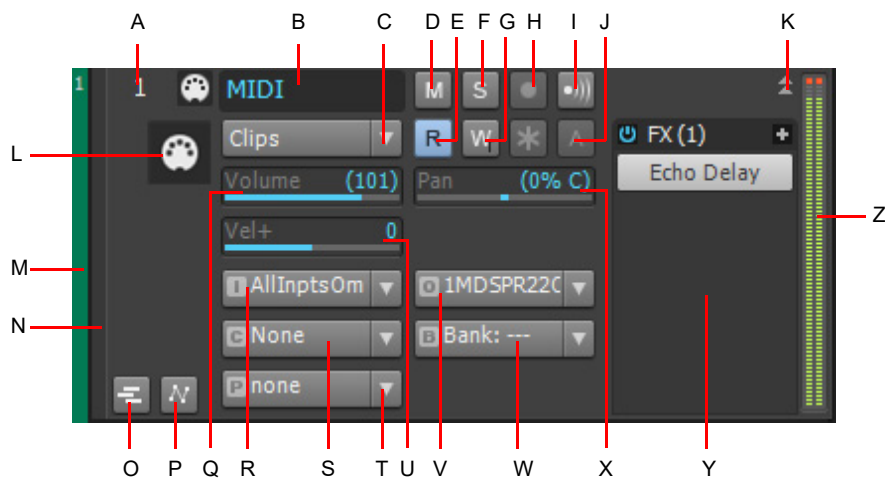 A B C D E F G H I J K
1 1 MIDI M S
L Clips R W A FX (1) +
Volume (101) Pan (0% C) Echo Delay
Z
Vel+ 0
M I AllInptsOm O 1MDSPR22C
N C None B Bank: ---
P none
O P Q R S T U V W X Y